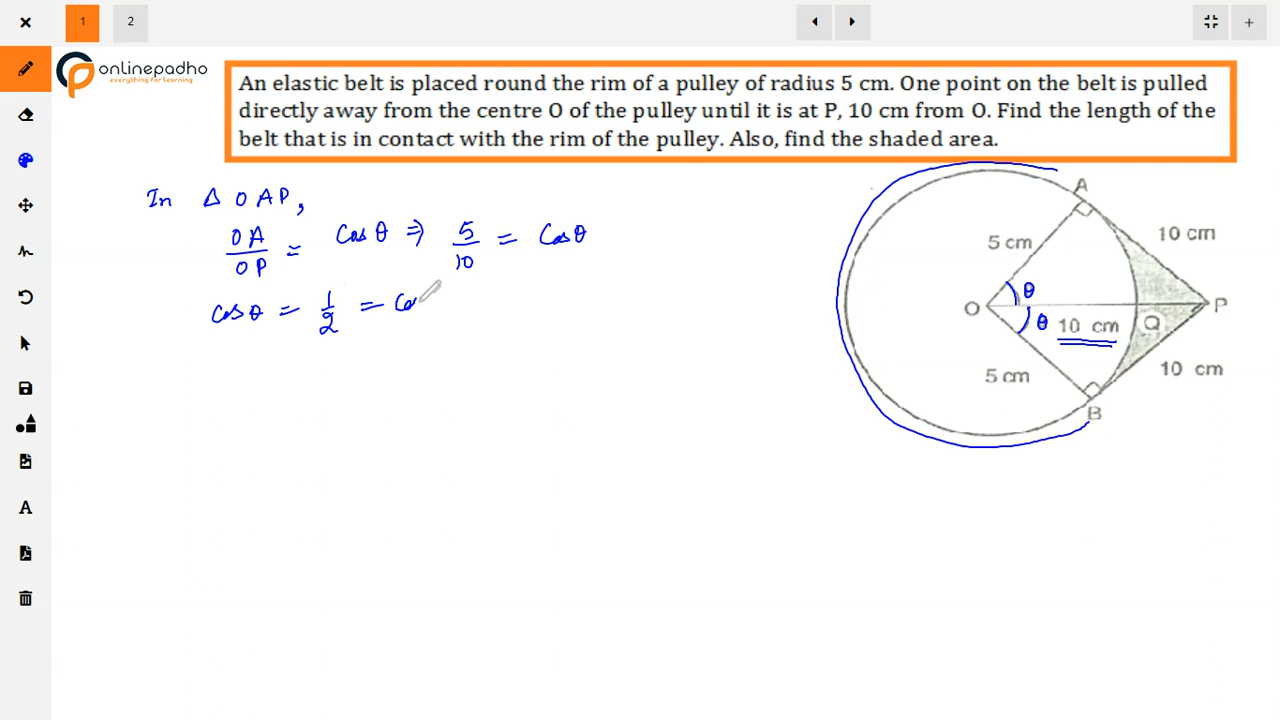 1
2
onlinepadho
everything for learning
An elastic belt is placed round the rim of a pulley of radius 5 cm. One point on the belt is pulled
directly away from the centre O of the pulley until it is at P, 10 cm from O. Find the length of the
belt that is in contact with the rim of the pulley. Also, find the shaded area.
In Δ OAP,
OA/OP = Cosθ ⇒ 5/10 = Cosθ
Cosθ = 1/2 = Co
A
5 cm
10 cm
θ
O
P
θ
10 cm
Q
5 cm
10 cm
B
A